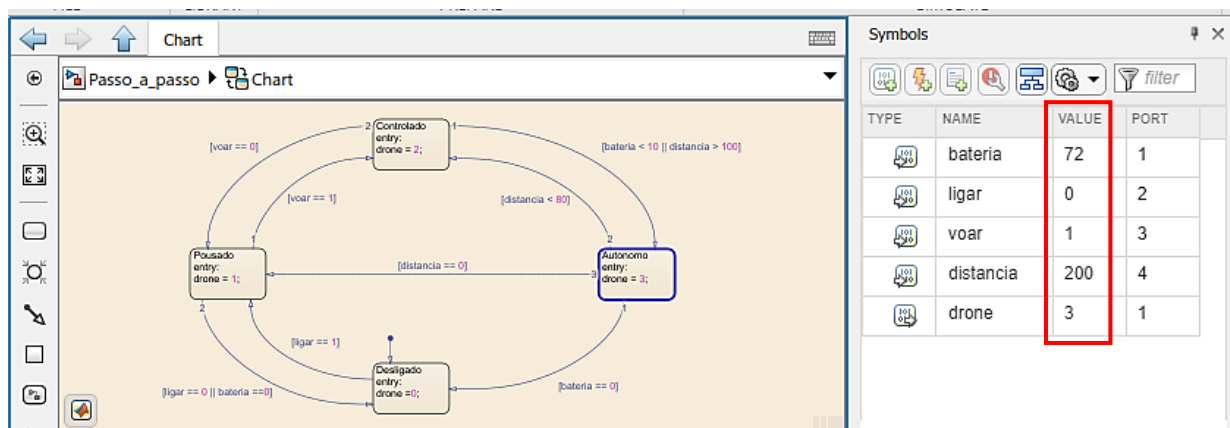 Chart
Passo_a_passo Chart
2 Controlado 1
entry:
drone = 2;
[voar == 0]
[bateria < 10 || distancia > 100]
[voar == 1]
[distancia < 80]
1
2
Pousado
entry:
drone = 1;
[distancia == 0]
3
Autonomo
entry:
drone = 3;
2
1
[ligar == 1]
Desligado
entry:
drone =0;
[ligar == 0 || bateria ==0]
[bateria == 0]
Symbols
filter
TYPE NAME VALUE PORT
bateria 72 1
ligar 0 2
voar 1 3
distancia 200 4
drone 3 1